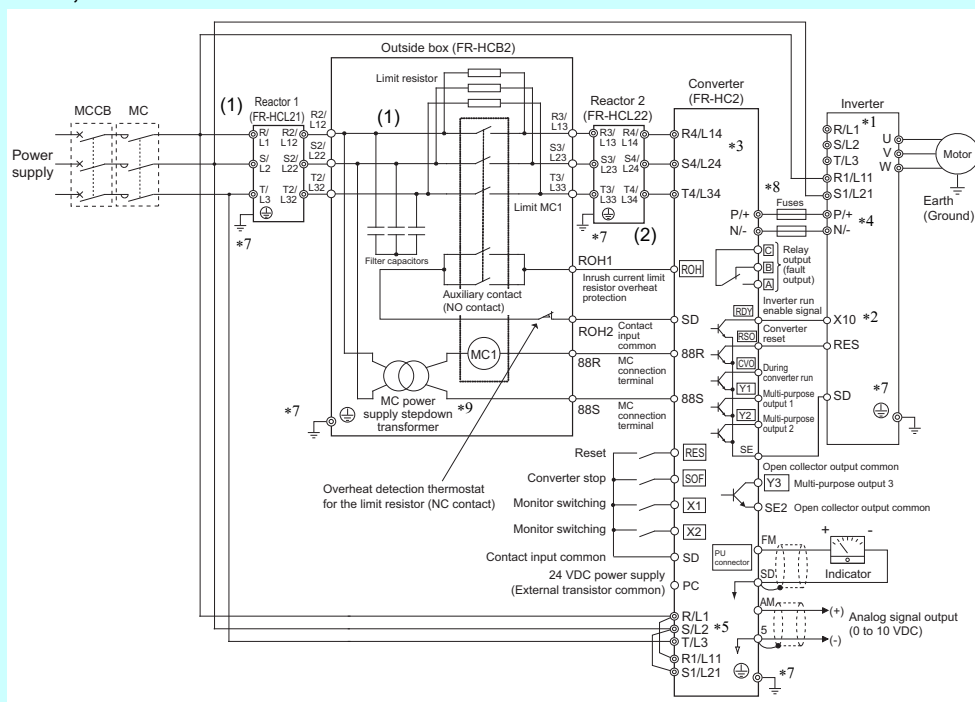 Outside box (FR-HCB2)
Limit resistor
MCCB
MC
(1)
Reactor 1
(FR-HCL21)
R2/
L12
(1)
R3/
L13
Reactor 2
(FR-HCL22)
Converter
(FR-HC2)
Inverter
Power
supply
R/
L1
R2/
L12
S/
L2
S2/
L22
T/
L3
T2/
L32
S2/
L22
T2/
L32
S3/
L23
T3/
L33
R3/
L13
R4/
L14
S3/
L23
S4/
L24
T3/
L33
T4/
L34
R4/L14
*3
S4/L24
T4/L34
R/L1
*1
S/L2
T/L3
R1/L11
S1/L21
U
V
W
Motor
Earth
(Ground)
*7
Limit MC1
*7
(2)
*8
Fuses
P/+
N/-
P/+
*4
N/-
Filter capacitors
ROH1
Inrush current limit
resistor overheat
protection
ROH
C
B
A
Relay
output
(fault
output)
Auxiliary contact
(NO contact)
ROH2
Contact
input
common
SD
RDY
Inverter run
enable signal
X10
*2
RSO
Converter
reset
RES
MC1
88R
MC
connection
terminal
88R
CVO
During
converter run
Y1
Multi-purpose
output 1
Y2
Multi-purpose
output 2
SD
*7
*7
MC power
supply stepdown
transformer
*9
88S
MC
connection
terminal
88S
SE
Open collector output common
Overheat detection thermostat
for the limit resistor (NC contact)
Reset
RES
Converter stop
SOF
Monitor switching
X1
Monitor switching
X2
Contact input common
SD
Y3
Multi-purpose output 3
SE2
Open collector output common
PU
connector
FM
+
-
Indicator
SD
24 VDC power supply
(External transistor common)
PC
R/L1
S/L2
*5
T/L3
R1/L11
S1/L21
AM
(+)
Analog signal output
(0 to 10 VDC)
5
(-)
*7